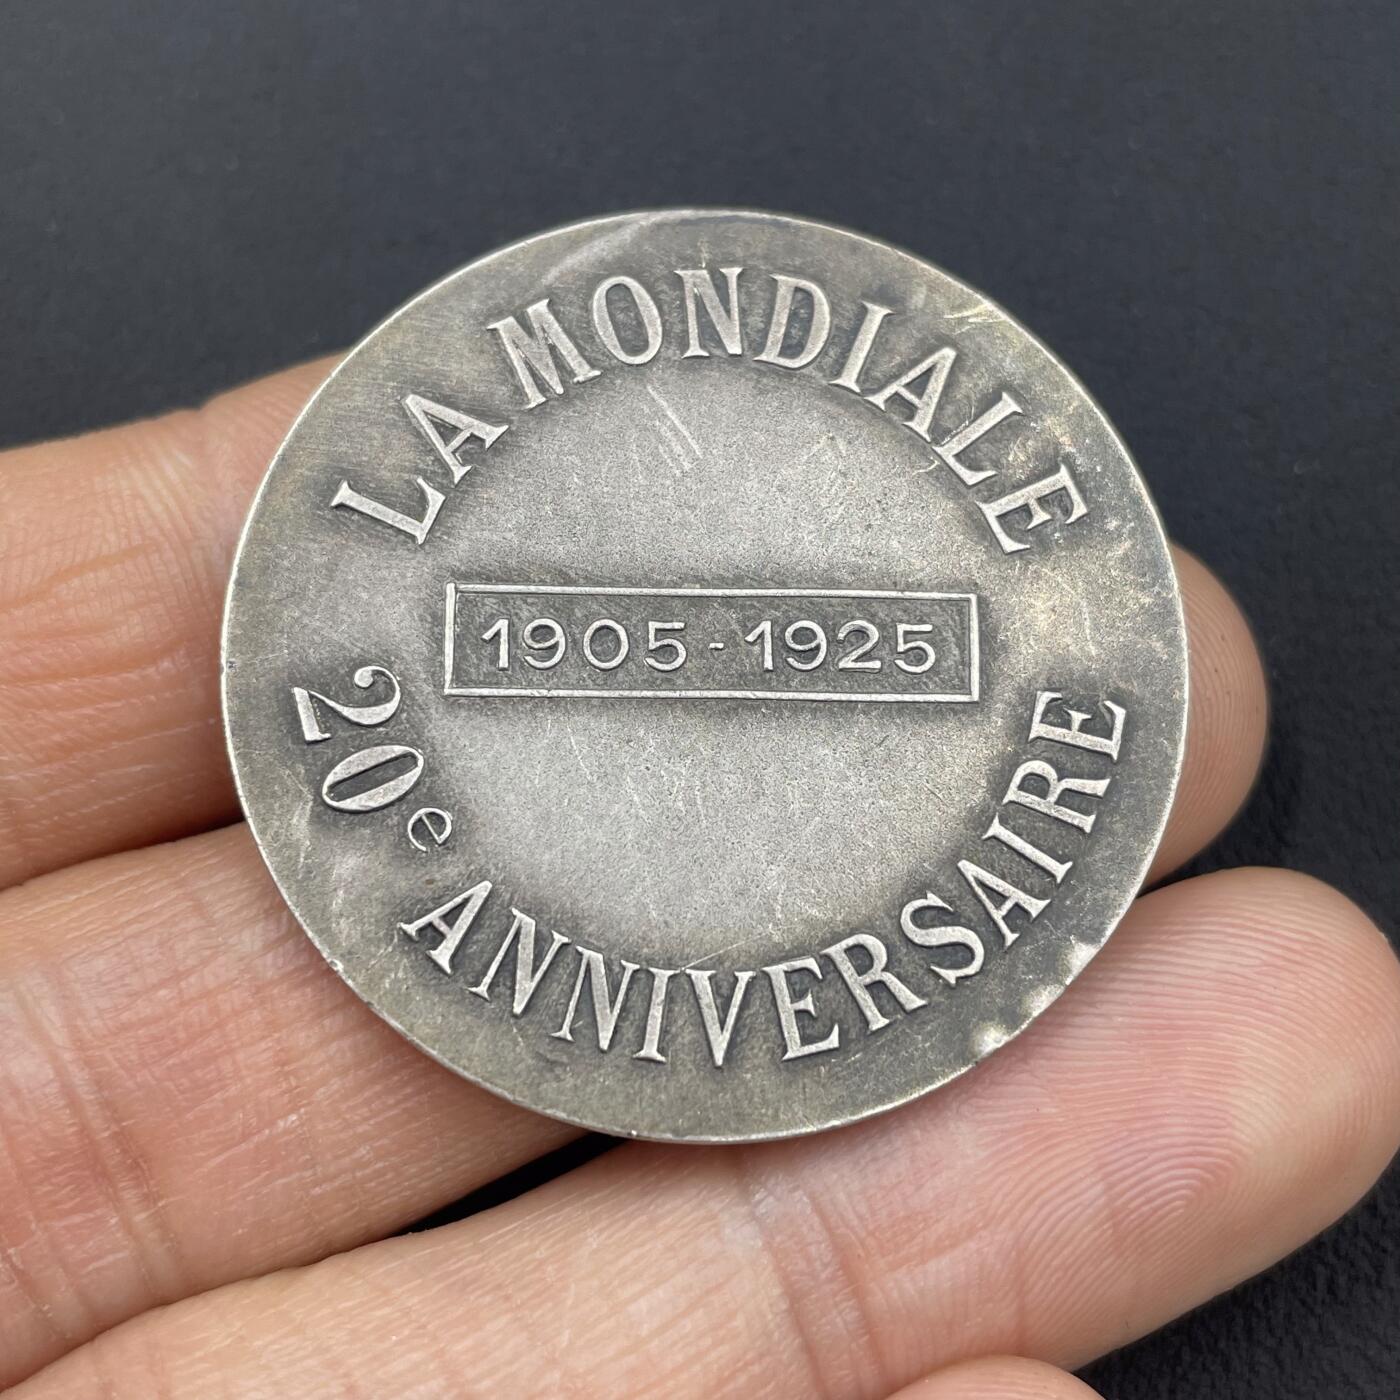 LA MONDIALE
1905 - 1925
20e ANNIVERSAIRE